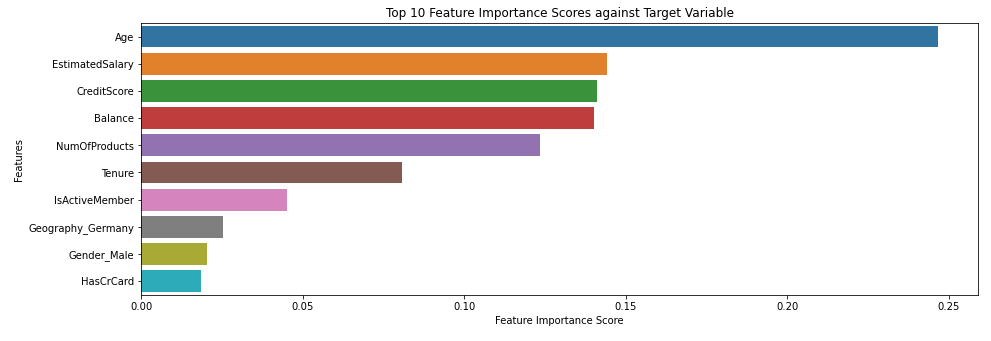 Top 10 Feature Importance Scores against Target Variable
Features
Age
EstimatedSalary
CreditScore
Balance
NumOfProducts
Tenure
IsActiveMember
Geography_Germany
Gender_Male
HasCrCard
0.00 0.05 0.10 0.15 0.20 0.25
Feature Importance Score